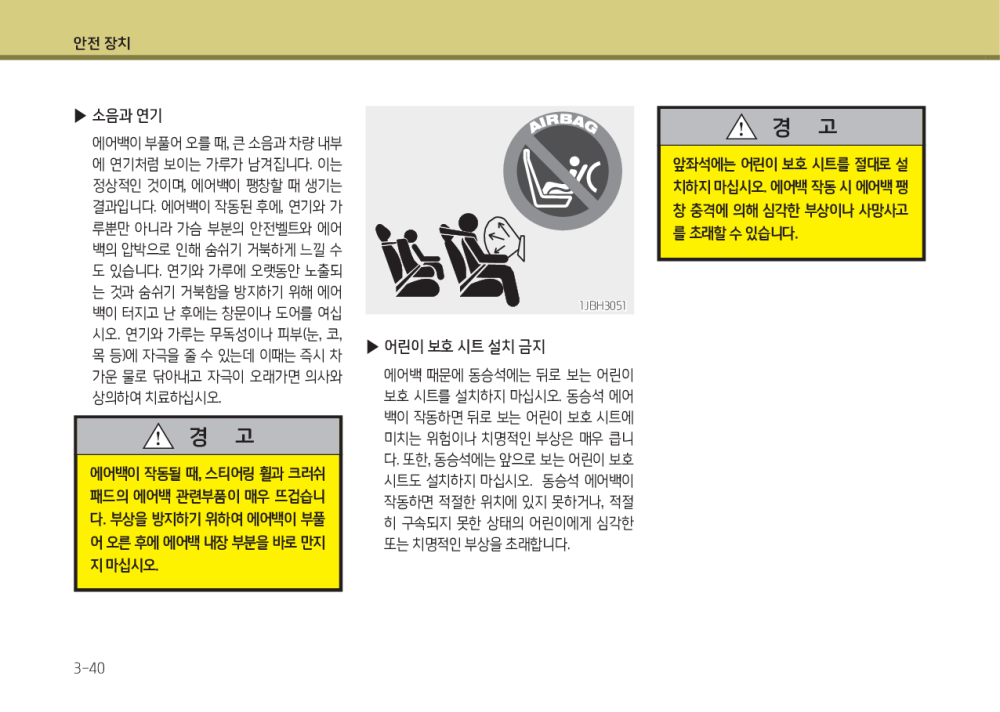 안전 장치
▶ 소음과 연기
에어백이 부풀어 오를 때, 큰 소음과 차량 내부
에 연기처럼 보이는 가루가 남겨집니다. 이는
정상적인 것이며, 에어백이 팽창할 때 생기는
결과입니다. 에어백이 작동된 후에, 연기와 가
루뿐만 아니라 가슴 부분의 안전벨트와 에어
백의 압박으로 인해 숨쉬기 거북하게 느낄 수
도 있습니다. 연기와 가루에 오랫동안 노출되
는 것과 숨쉬기 거북함을 방지하기 위해 에어
백이 터지고 난 후에는 창문이나 도어를 여십
시오. 연기와 가루는 무독성이나 피부(눈, 코,
목 등)에 자극을 줄 수 있는데 이때는 즉시 차
가운 물로 닦아내고 자극이 오래가면 의사와
상의하여 치료하십시오.
경 고
에어백이 작동될 때, 스티어링 휠과 크러쉬
패드의 에어백 관련부품이 매우 뜨겁습니
다. 부상을 방지하기 위하여 에어백이 부풀
어 오른 후에 에어백 내장 부분을 바로 만지
지 마십시오.
AIRBAG
1JBH3051
▶ 어린이 보호 시트 설치 금지
에어백 때문에 동승석에는 뒤로 보는 어린이
보호 시트를 설치하지 마십시오. 동승석 에어
백이 작동하면 뒤로 보는 어린이 보호 시트에
미치는 위험이나 치명적인 부상은 매우 큽니
다. 또한, 동승석에는 앞으로 보는 어린이 보호
시트도 설치하지 마십시오. 동승석 에어백이
작동하면 적절한 위치에 있지 못하거나, 적절
히 구속되지 못한 상태의 어린이에게 심각한
또는 치명적인 부상을 초래합니다.
경 고
앞좌석에는 어린이 보호 시트를 절대로 설
치하지 마십시오. 에어백 작동 시 에어백 팽
창 충격에 의해 심각한 부상이나 사망사고
를 초래할 수 있습니다.
3-40